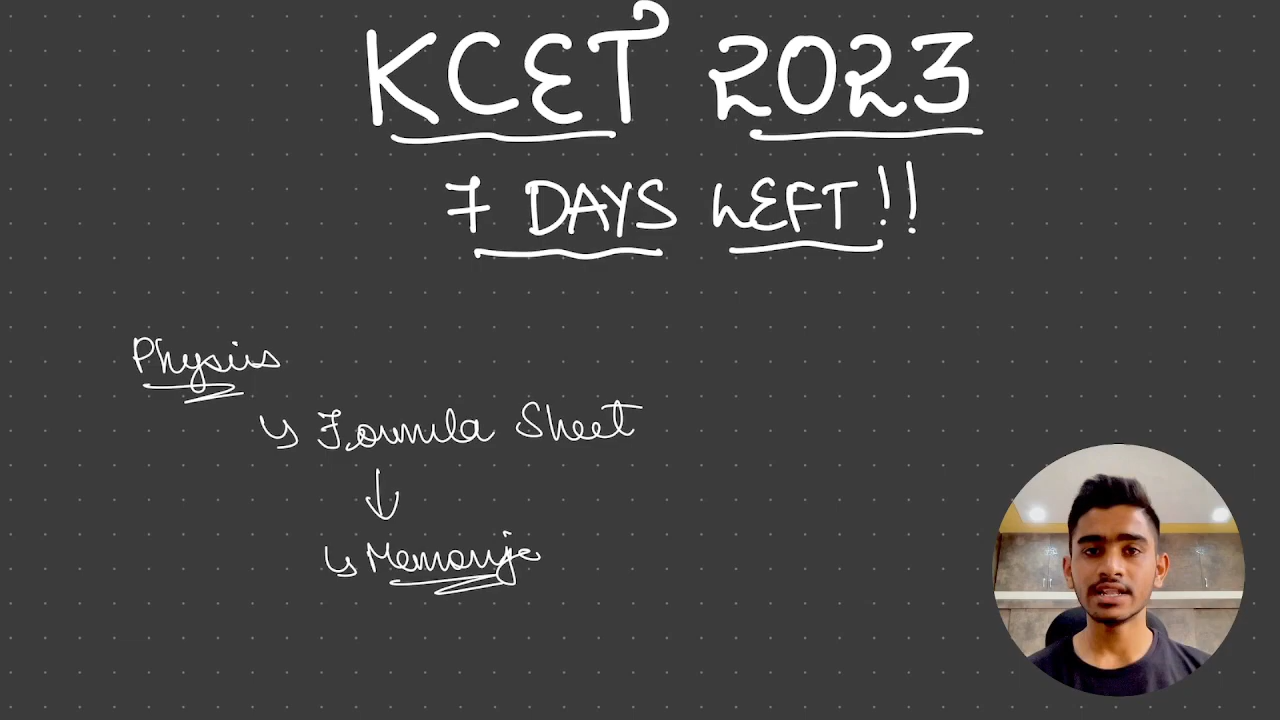 KCET 2023
7 DAYS LEFT!!
Physics
↳ Formula Sheet
↓
↳ Memorize